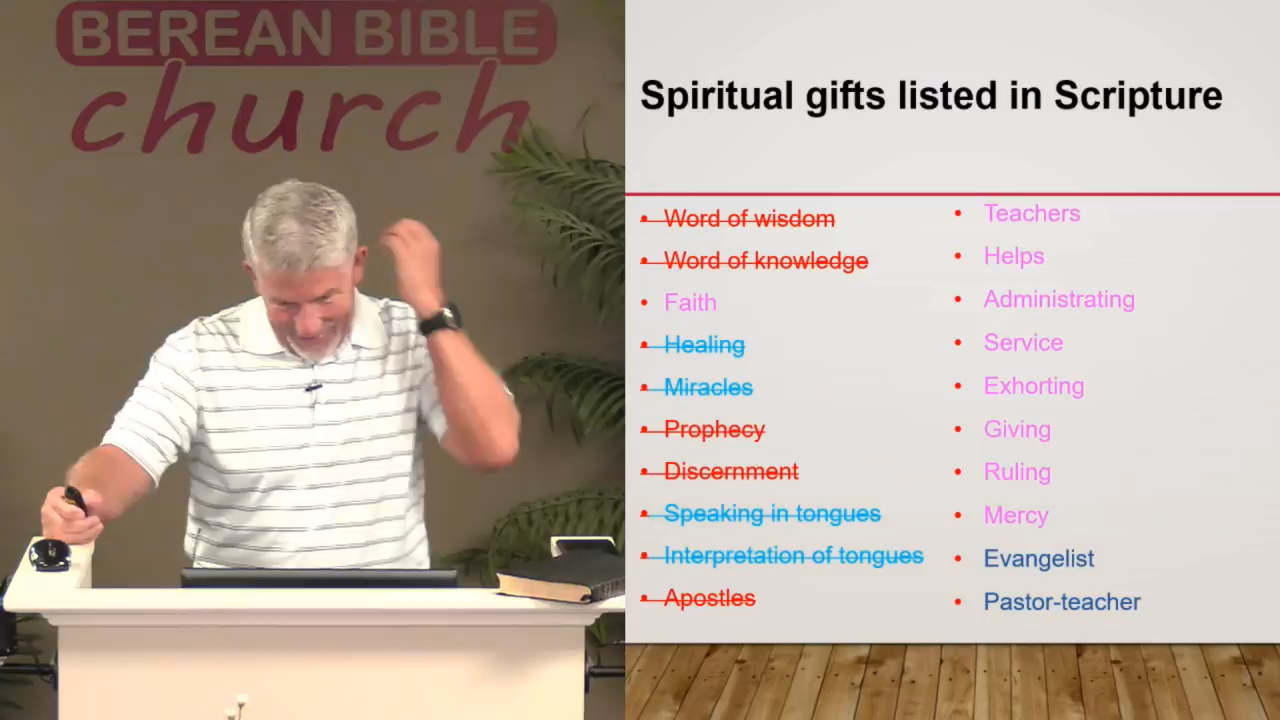 BEREAN BIBLE
church
Spiritual gifts listed in Scripture
• Word of wisdom
• Word of knowledge
• Faith
• Healing
• Miracles
• Prophecy
• Discernment
• Speaking in tongues
• Interpretation of tongues
• Apostles
• Teachers
• Helps
• Administrating
• Service
• Exhorting
• Giving
• Ruling
• Mercy
• Evangelist
• Pastor-teacher